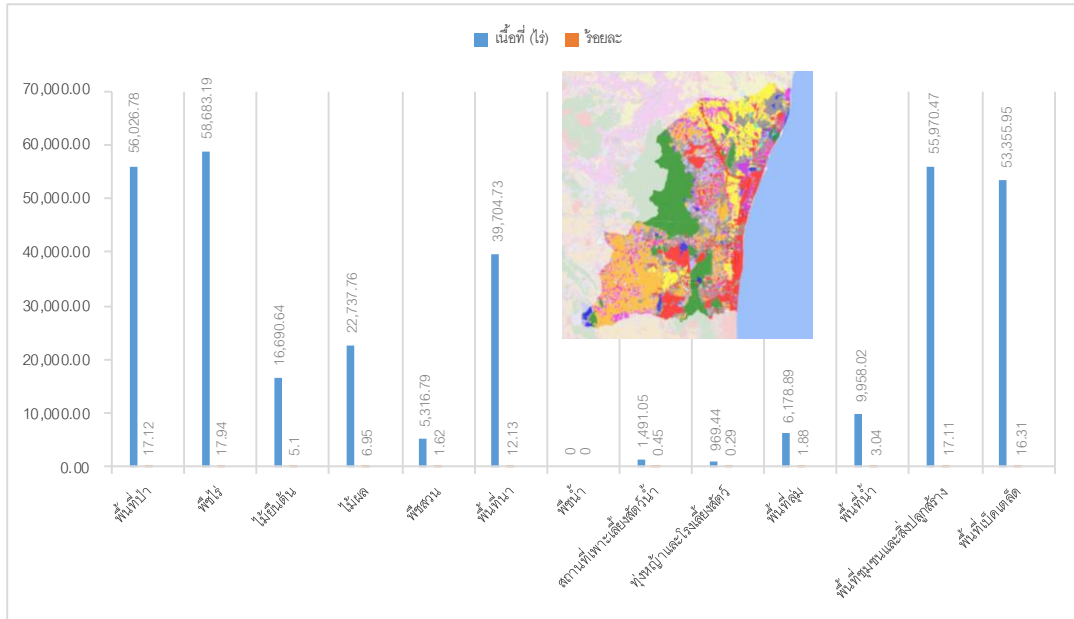 เนื้อที่ (ไร่) ร้อยละ
70,000.00
60,000.00
50,000.00
40,000.00
30,000.00
20,000.00
10,000.00
0.00
56,026.78
17.12
58,683.19
17.94
16,690.64
5.1
22,737.76
6.95
5,316.79
1.62
39,704.73
12.13
0
0
1,491.05
0.45
969.44
0.29
6,178.89
1.88
9,958.02
3.04
55,970.47
17.11
53,355.95
16.31
พื้นที่ป่า
พืชไร่
ไม้ยืนต้น
ไม้ผล
พืชสวน
พื้นที่นา
พืชน้ำ
สถานที่เพาะเลี้ยงสัตว์น้ำ
ทุ่งหญ้าและโรงเลี้ยงสัตว์
พื้นที่ลุ่ม
พื้นที่น้ำ
พื้นที่ชุมชนและสิ่งปลูกสร้าง
พื้นที่เบ็ดเตล็ด